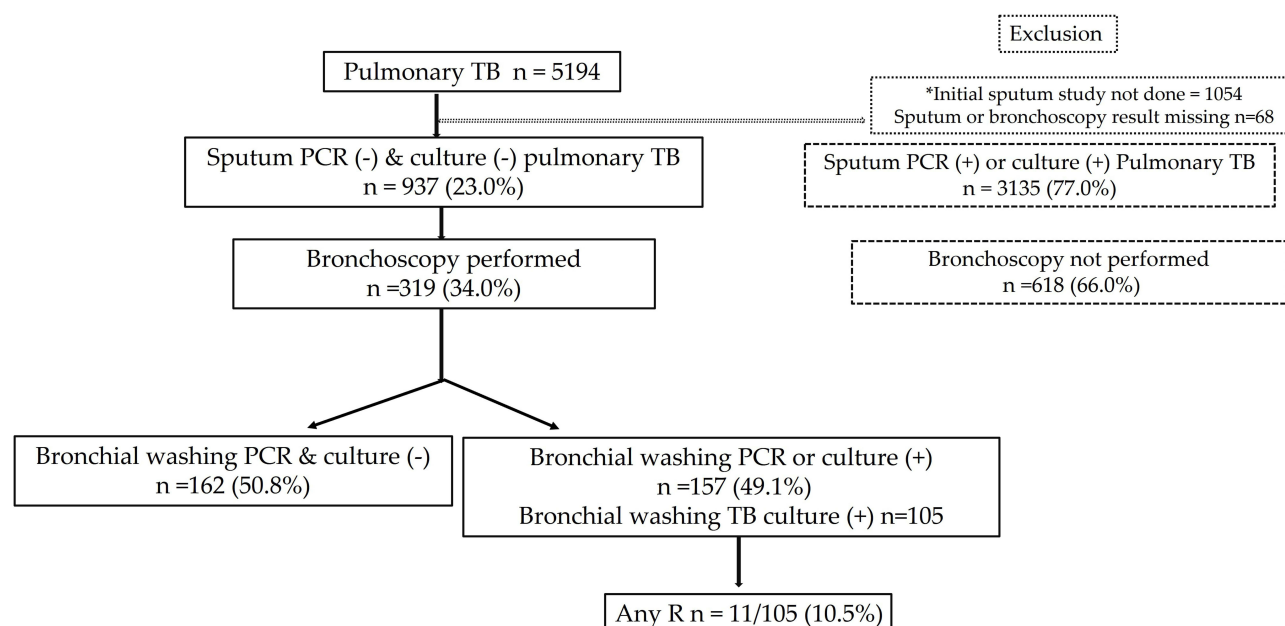 Exclusion
Pulmonary TB n = 5194
*Initial sputum study not done = 1054
Sputum or bronchoscopy result missing n=68
Sputum PCR (-) & culture (-) pulmonary TB
n = 937 (23.0%)
Sputum PCR (+) or culture (+) Pulmonary TB
n = 3135 (77.0%)
Bronchoscopy performed
n =319 (34.0%)
Bronchoscopy not performed
n =618 (66.0%)
Bronchial washing PCR & culture (-)
n =162 (50.8%)
Bronchial washing PCR or culture (+)
n =157 (49.1%)
Bronchial washing TB culture (+) n=105
Any R n = 11/105 (10.5%)